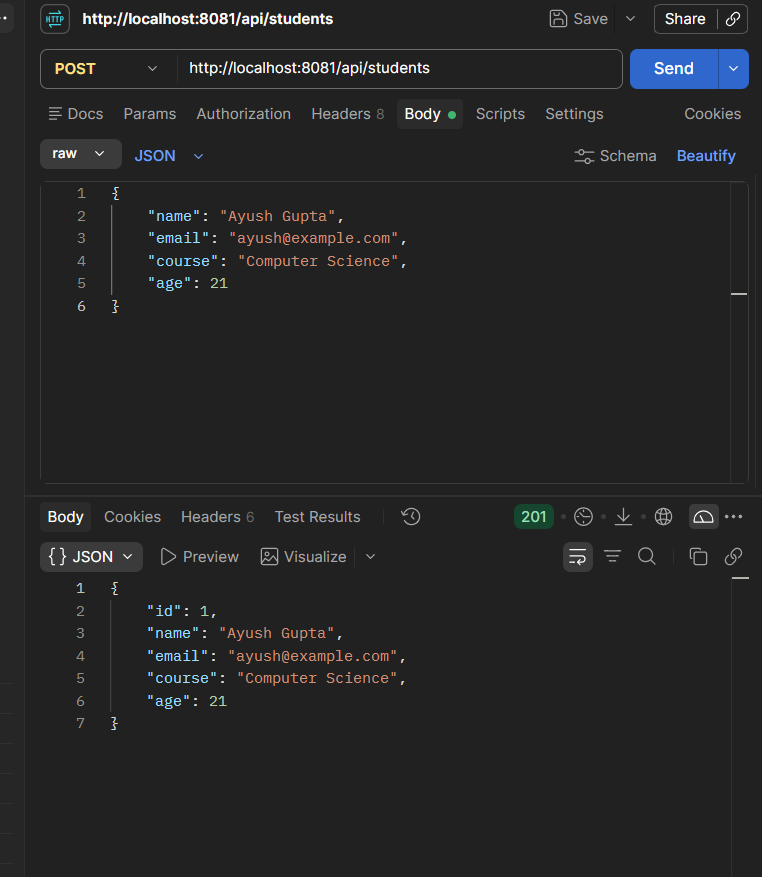 HTTP http://localhost:8081/api/students Save Share
POST http://localhost:8081/api/students Send
Docs Params Authorization Headers 8 Body Scripts Settings Cookies
raw JSON Schema Beautify
1 {
2 "name": "Ayush Gupta",
3 "email": "ayush@example.com",
4 "course": "Computer Science",
5 "age": 21
6 }
Body Cookies Headers 6 Test Results 201
{ } JSON Preview Visualize
1 {
2 "id": 1,
3 "name": "Ayush Gupta",
4 "email": "ayush@example.com",
5 "course": "Computer Science",
6 "age": 21
7 }